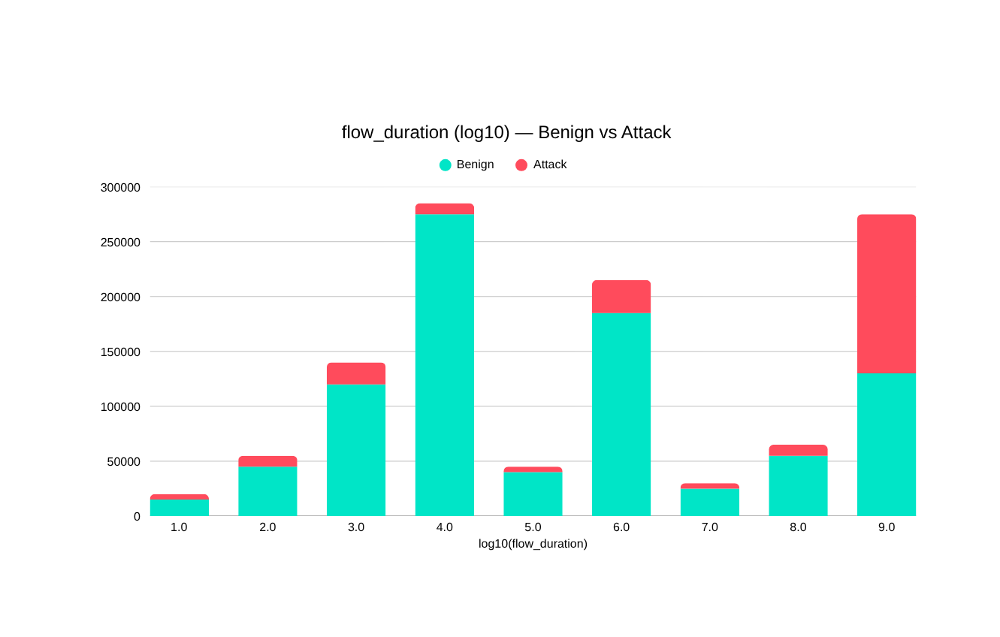 flow_duration (log10) — Benign vs Attack
Benign Attack
300000
250000
200000
150000
100000
50000
0
1.0 2.0 3.0 4.0 5.0 6.0 7.0 8.0 9.0
log10(flow_duration)